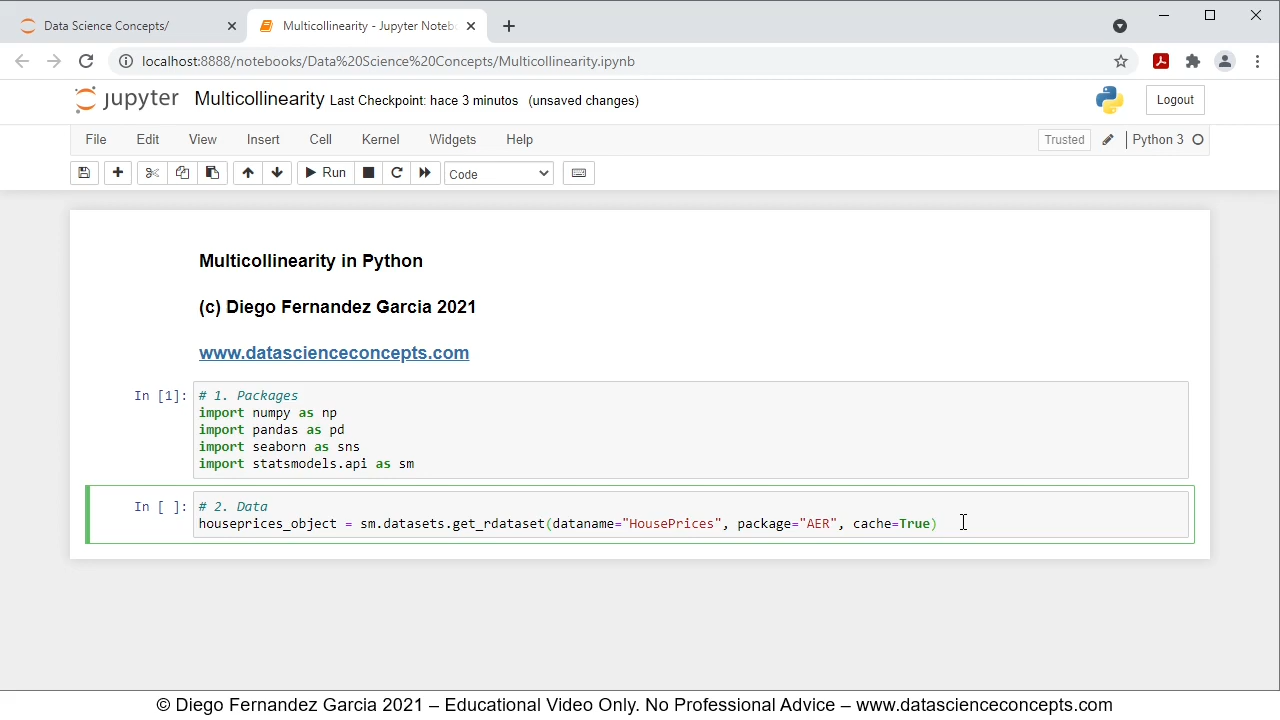 Data Science Concepts/
Multicollinearity - Jupyter Noteb
localhost:8888/notebooks/Data%20Science%20Concepts/Multicollinearity.ipynb
jupyter Multicollinearity Last Checkpoint: hace 3 minutos (unsaved changes)
Logout
File Edit View Insert Cell Kernel Widgets Help
Trusted Python 3
Run Code
Multicollinearity in Python
(c) Diego Fernandez Garcia 2021
www.datascienceconcepts.com
In [1]: # 1. Packages
import numpy as np
import pandas as pd
import seaborn as sns
import statsmodels.api as sm
In [ ]: # 2. Data
houseprices_object = sm.datasets.get_rdataset(dataname="HousePrices", package="AER", cache=True)
© Diego Fernandez Garcia 2021 – Educational Video Only. No Professional Advice – www.datascienceconcepts.com